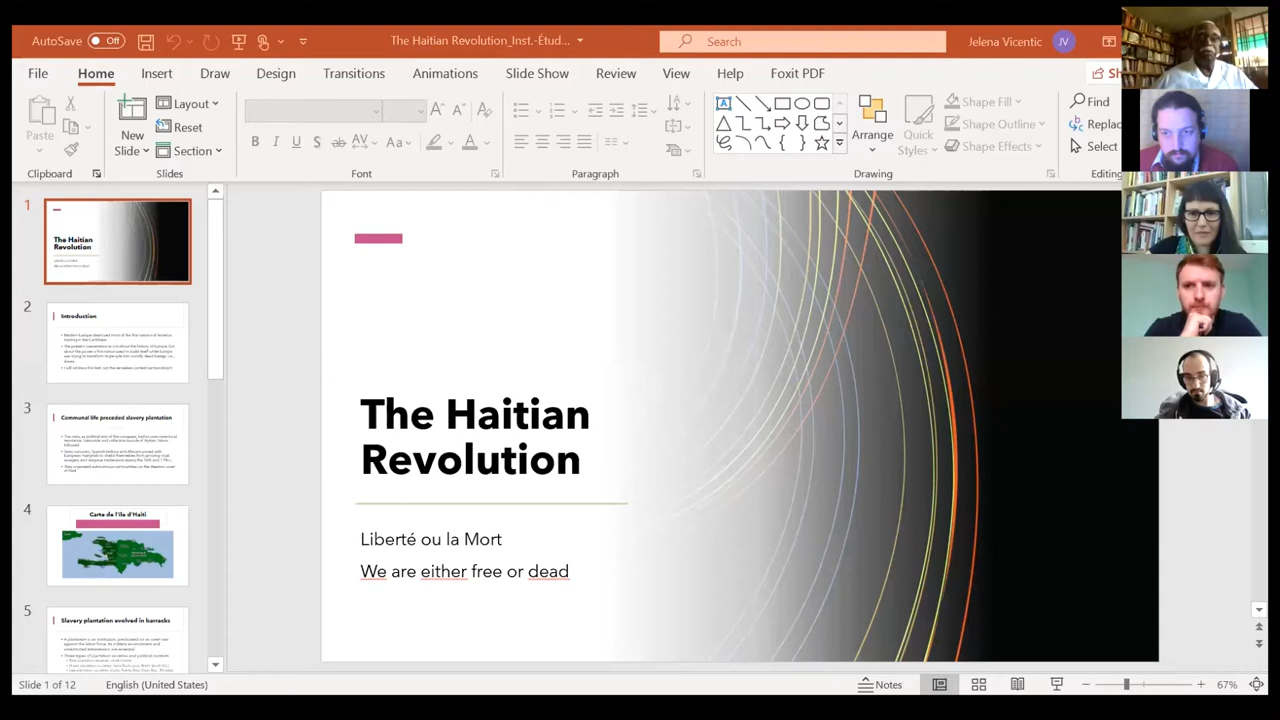 AutoSave Off
The Haitian Revolution_Inst.-Étud...
Search
Jelena Vicentic JV
File Home Insert Draw Design Transitions Animations Slide Show Review View Help Foxit PDF
Paste
New
Slide
Layout
Reset
Section
Arrange
Quick
Styles
Shape Fill
Shape Outline
Shape Effects
Find
Replac
Select
Clipboard Slides Font Paragraph Drawing Editing
1
The Haitian
Revolution
2
Introduction
3
Communal life preceded slavery plantation
4
Carte de l'île d'Haïti
5
Slavery plantation evolved in barracks
The Haitian
Revolution
Liberté ou la Mort
We are either free or dead
Slide 1 of 12 English (United States) Notes 67%